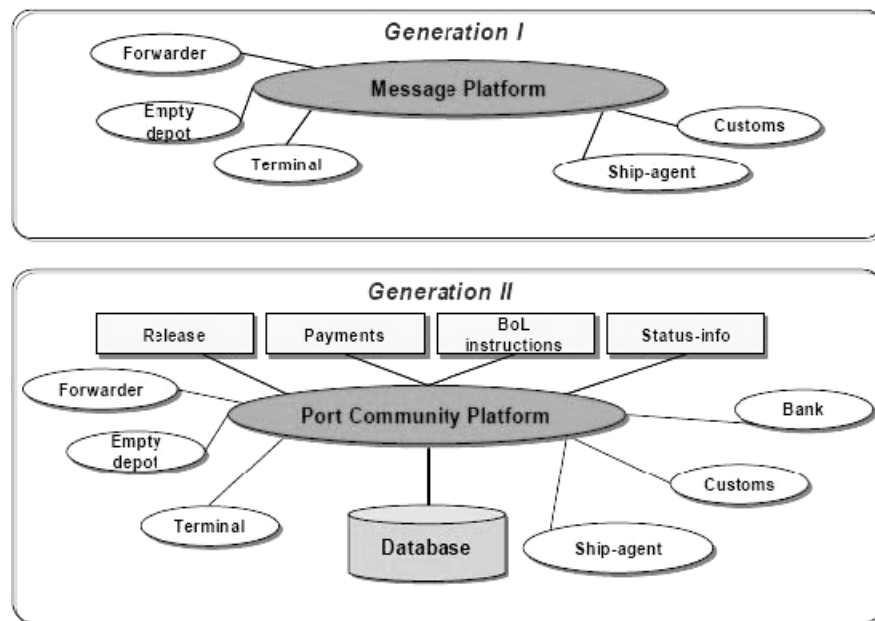 Generation I
Forwarder
Message Platform
Empty
depot
Customs
Terminal
Ship-agent
Generation II
Release
Payments
BoL
instructions
Status-info
Forwarder
Port Community Platform
Bank
Empty
depot
Customs
Terminal
Database
Ship-agent